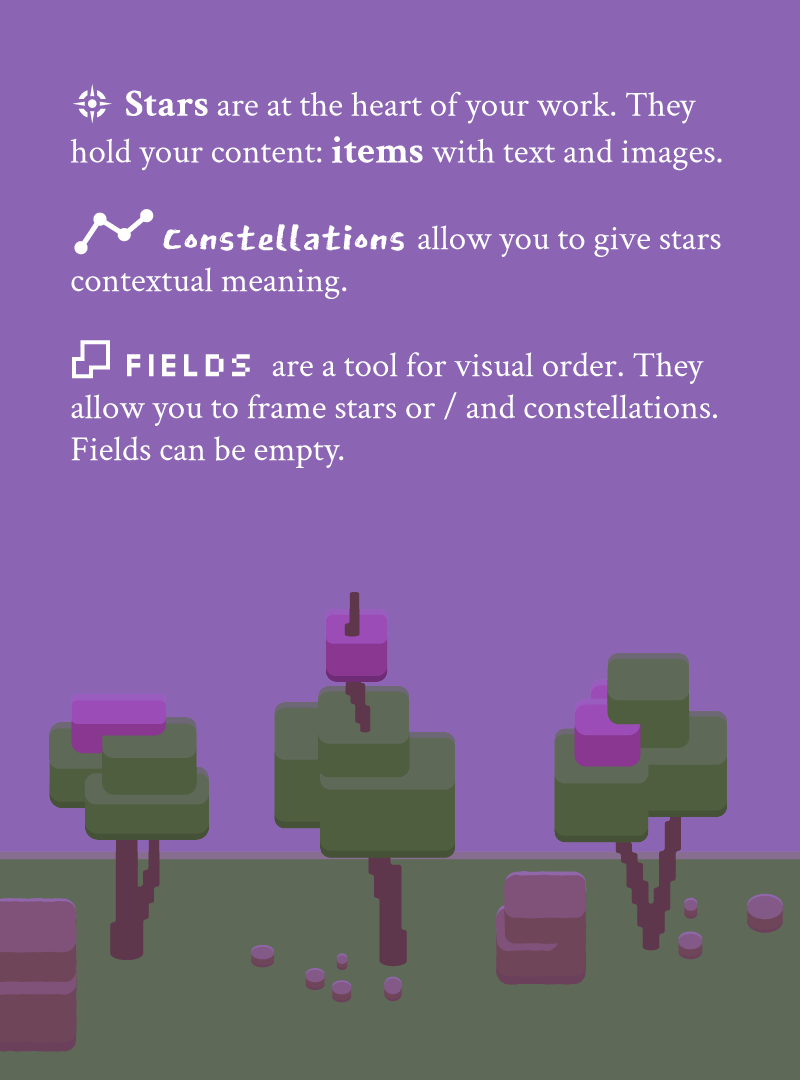 Stars are at the heart of your work. They
hold your content: items with text and images.
Constellations allow you to give stars
contextual meaning.
FIELDS are a tool for visual order. They
allow you to frame stars or / and constellations.
Fields can be empty.